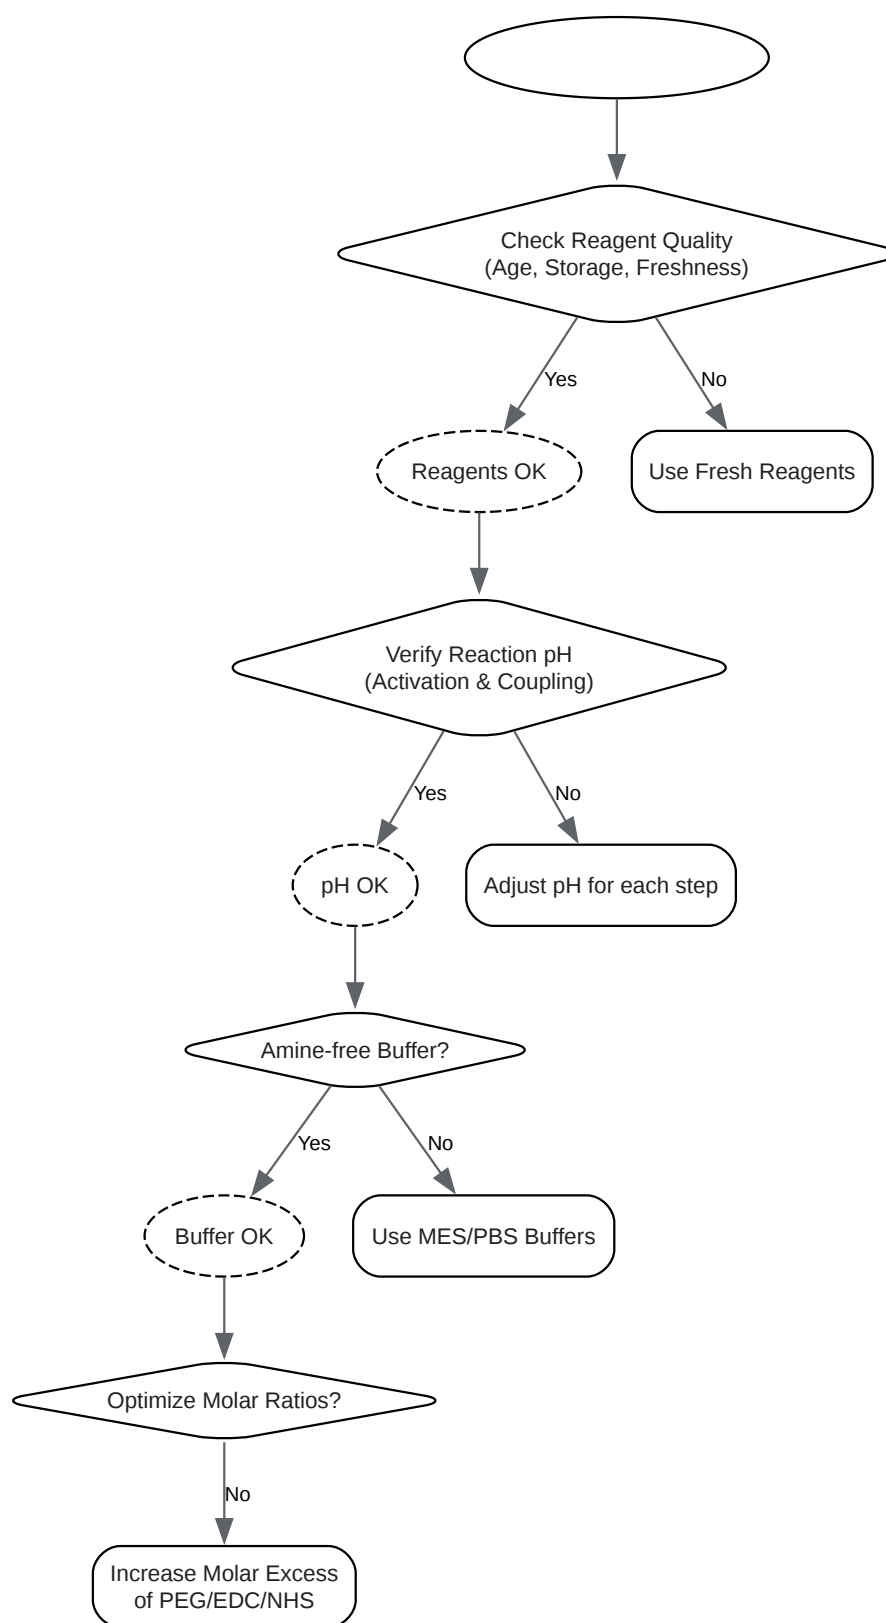 Check Reagent Quality
(Age, Storage, Freshness)
Yes
No
Reagents OK
Use Fresh Reagents
Verify Reaction pH
(Activation & Coupling)
Yes
No
pH OK
Adjust pH for each step
Amine-free Buffer?
Yes
No
Buffer OK
Use MES/PBS Buffers
Optimize Molar Ratios?
No
Increase Molar Excess
of PEG/EDC/NHS